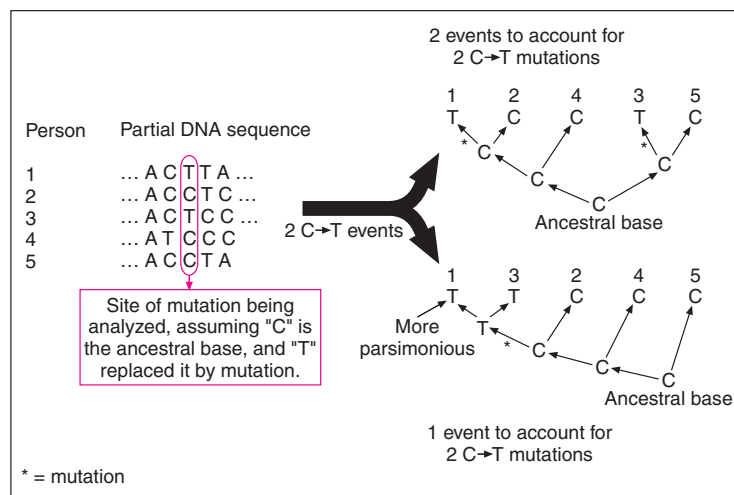 2 events to account for
2 C→T mutations
1 2 4 3 5
T C C T C
* C * C
C
C
Ancestral base
Person Partial DNA sequence
1 ... A C T T A ...
2 ... A C C T C ...
3 ... A C T C C ...
4 ... A T C C C
5 ... A C C T A
2 C→T events
Site of mutation being
analyzed, assuming "C" is
the ancestral base, and "T"
replaced it by mutation.
1 3 2 4 5
T T C C C
More
parsimonious
T
* C
C
C
Ancestral base
1 event to account for
2 C→T mutations
* = mutation